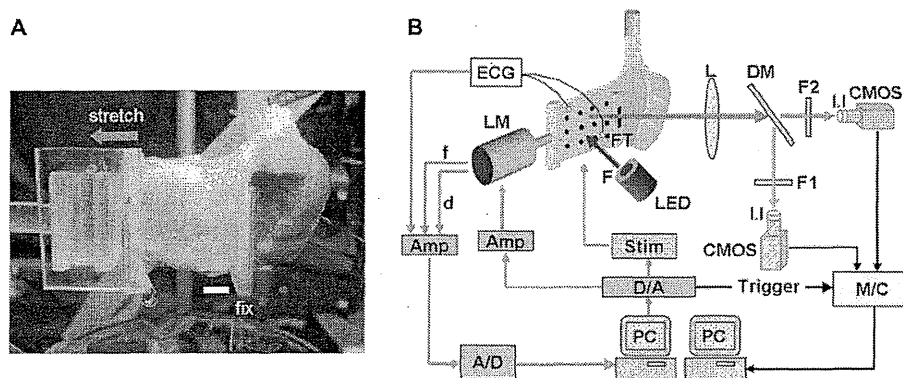 A
stretch
fix
B
ECG
LM
f
d
FT
F
LED
L
DM
F2
I.I
CMOS
F1
I.I
CMOS
Amp
Amp
Stim
D/A
Trigger
M/C
PC
PC
A/D